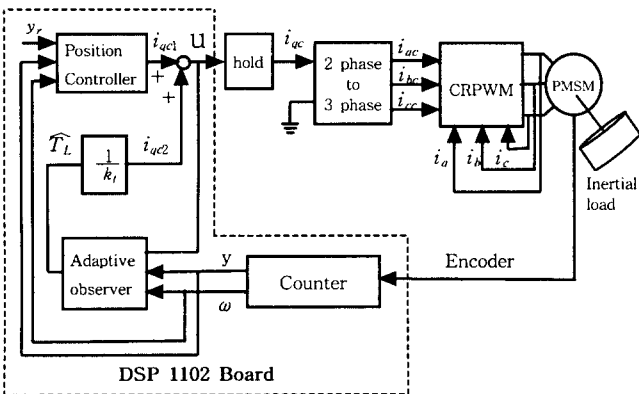 y_r
Position
Controller
i_qc1
+
+
U
hold
i_qc
2 phase
to
3 phase
i_ac
i_bc
i_cc
CRPWM
PMSM
i_a
i_b
i_c
Inertial
load
\widehat{T}_L
1
k_t
i_qc2
Adaptive
observer
y
ω
Counter
Encoder
DSP 1102 Board